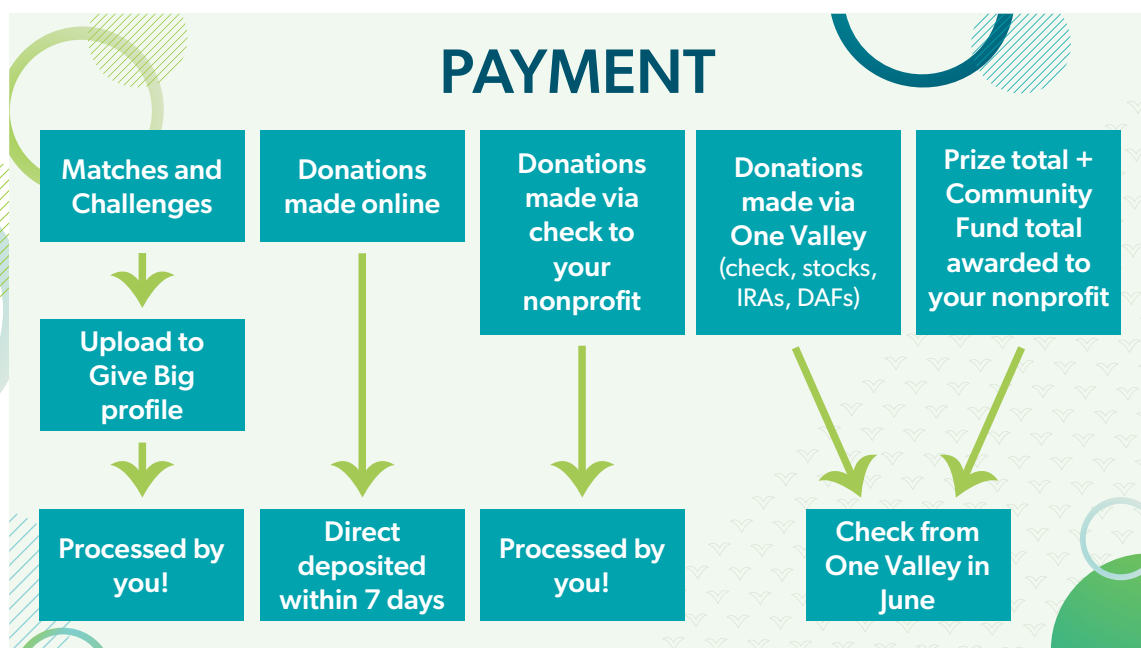 PAYMENT
Matches and
Challenges
Donations
made online
Donations
made via
check to
your
nonprofit
Donations
made via
One Valley
(check, stocks,
IRAs, DAFs)
Prize total +
Community
Fund total
awarded to
your nonprofit
Upload to
Give Big
profile
Processed by
you!
Direct
deposited
within 7 days
Processed by
you!
Check from
One Valley in
June